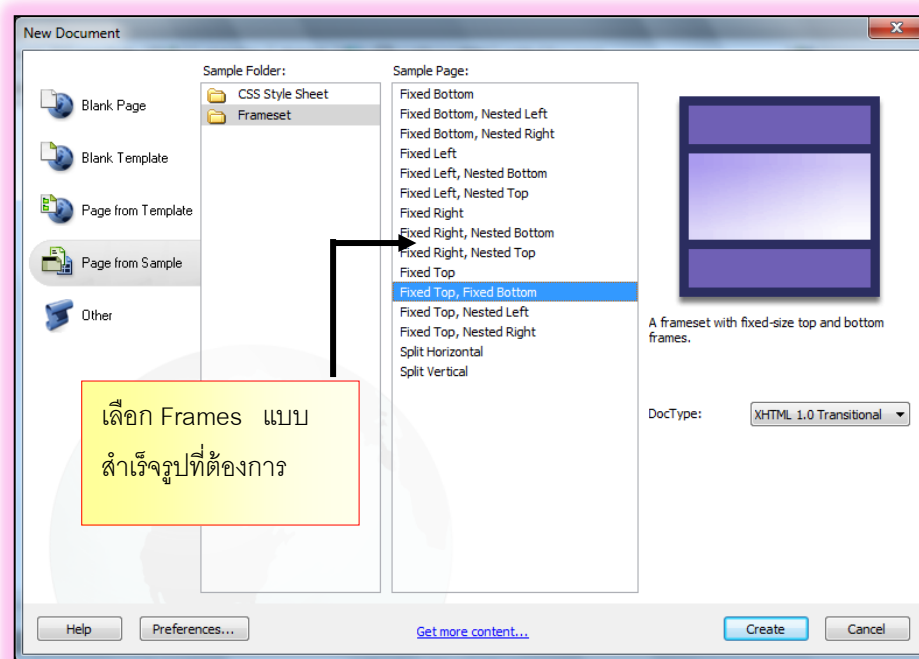 New Document
Blank Page
Blank Template
Page from Template
Page from Sample
Other
Sample Folder:
CSS Style Sheet
Frameset
Sample Page:
Fixed Bottom
Fixed Bottom, Nested Left
Fixed Bottom, Nested Right
Fixed Left
Fixed Left, Nested Bottom
Fixed Left, Nested Top
Fixed Right
Fixed Right, Nested Bottom
Fixed Right, Nested Top
Fixed Top
Fixed Top, Fixed Bottom
Fixed Top, Nested Left
Fixed Top, Nested Right
Split Horizontal
Split Vertical
A frameset with fixed-size top and bottom
frames.
DocType: XHTML 1.0 Transitional
เลือก Frames แบบ
สำเร็จรูปที่ต้องการ
Help Preferences... Get more content... Create Cancel